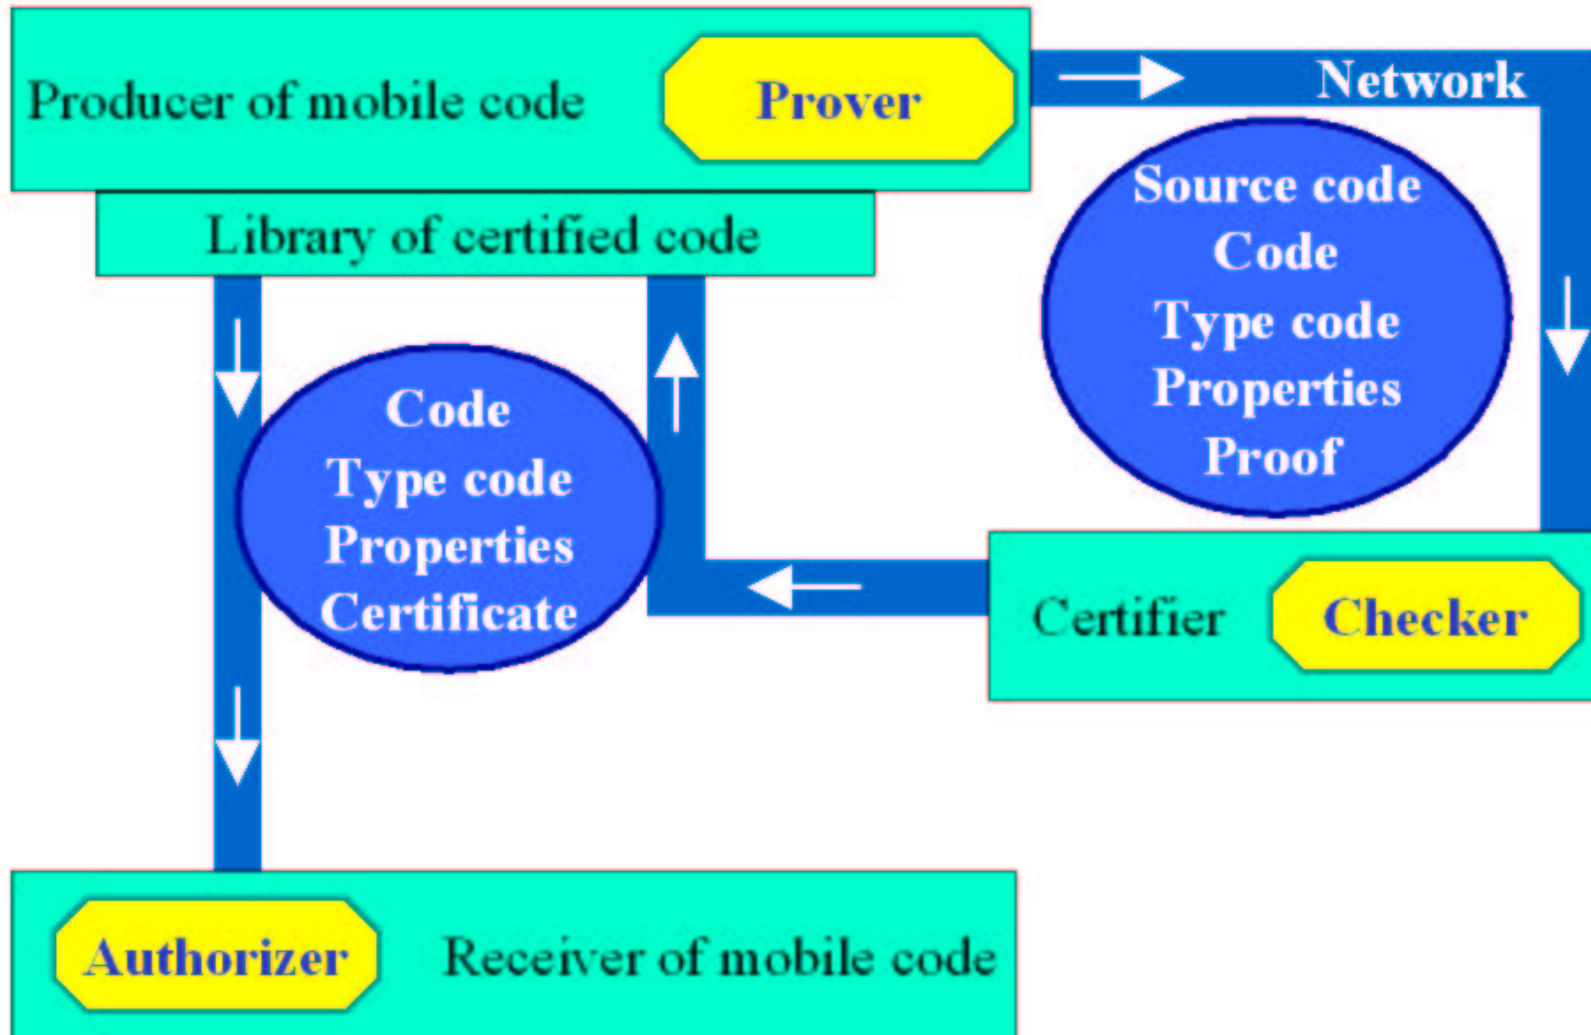 Producer of mobile code
Prover
Network
Library of certified code
Source code
Code
Type code
Properties
Proof
Code
Type code
Properties
Certificate
Certifier
Checker
Authorizer
Receiver of mobile code